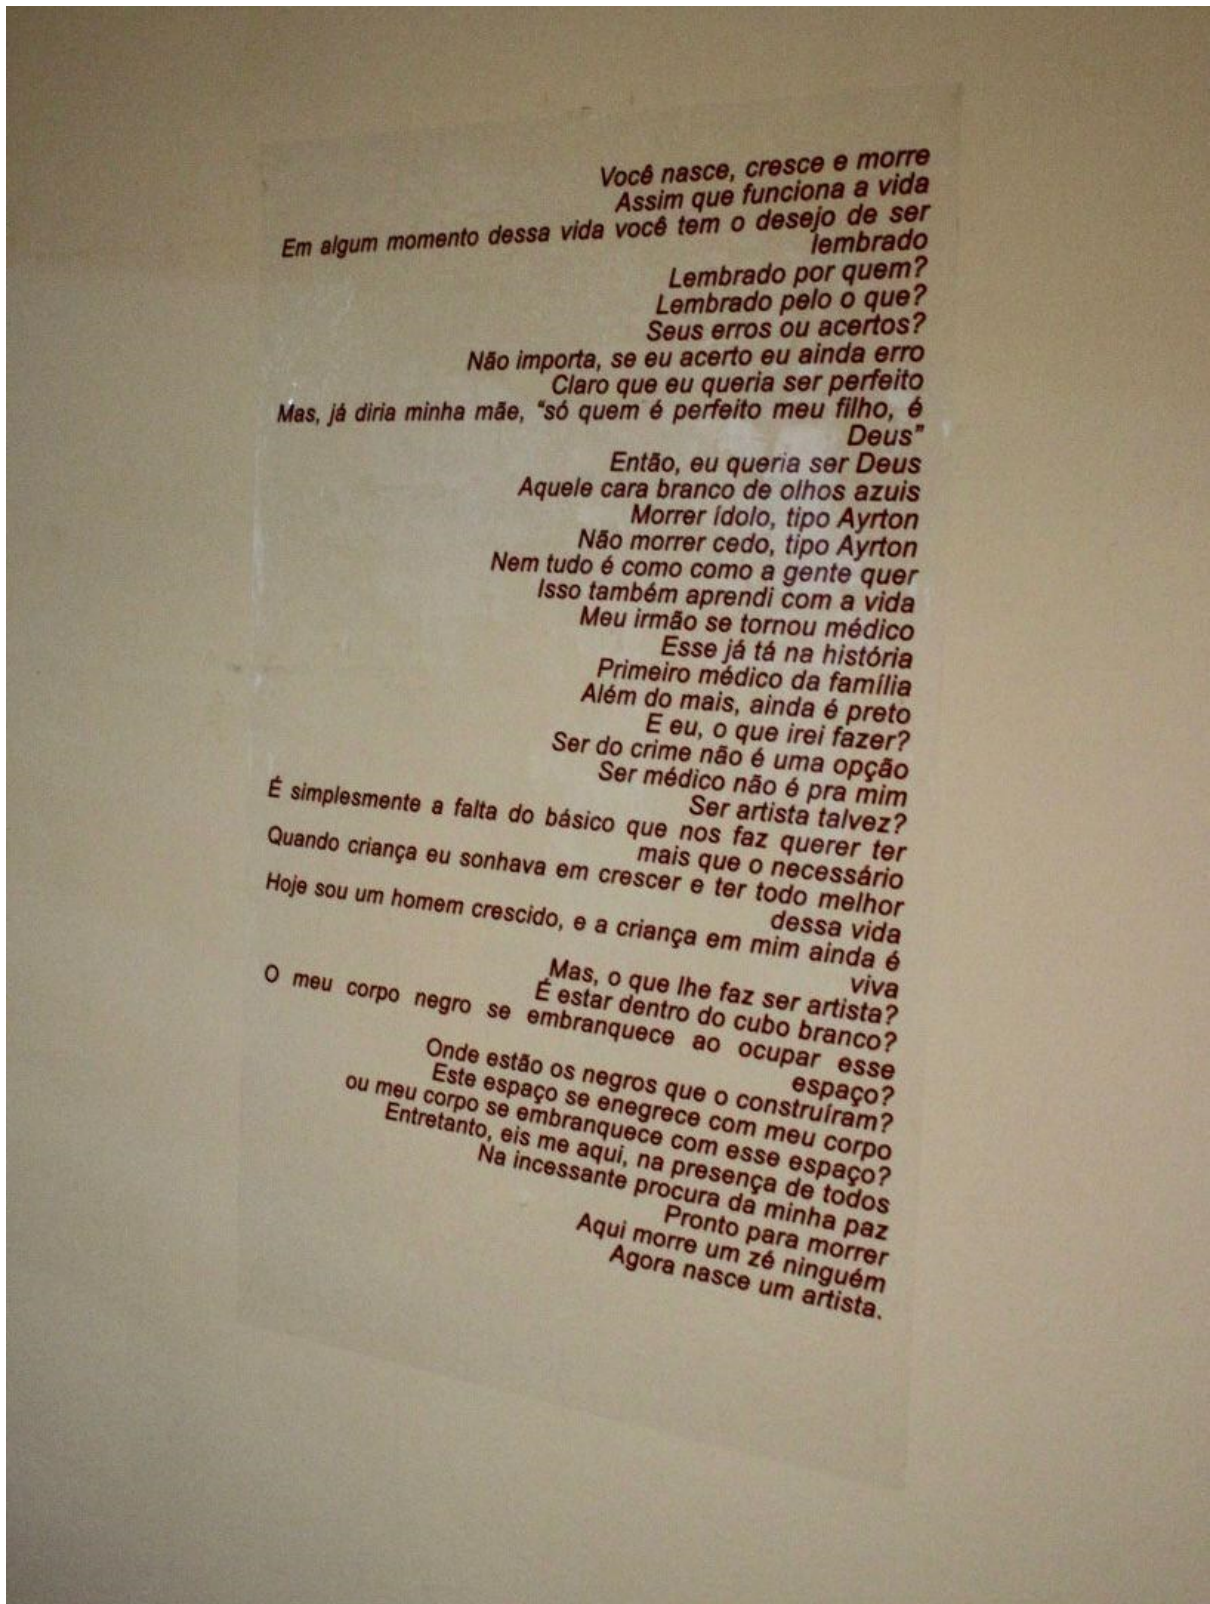 Você nasce, cresce e morre
Assim que funciona a vida
Em algum momento dessa vida você tem o desejo de ser
lembrado
Lembrado por quem?
Lembrado pelo o que?
Seus erros ou acertos?
Não importa, se eu acerto eu ainda erro
Claro que eu queria ser perfeito
Mas, já diria minha mãe, “só quem é perfeito meu filho, é
Deus”
Então, eu queria ser Deus
Aquele cara branco de olhos azuis
Morrer ídolo, tipo Ayrton
Não morrer cedo, tipo Ayrton
Nem tudo é como como a gente quer
Isso também aprendi com a vida
Meu irmão se tornou médico
Esse já tá na história
Primeiro médico da família
Além do mais, ainda é preto
E eu, o que irei fazer?
Ser do crime não é uma opção
Ser médico não é pra mim
Ser artista talvez?
É simplesmente a falta do básico que nos faz querer ter
mais que o necessário
Quando criança eu sonhava em crescer e ter todo melhor
dessa vida
Hoje sou um homem crescido, e a criança em mim ainda é
viva
Mas, o que lhe faz ser artista?
É estar dentro do cubo branco?
O meu corpo negro se embranquece ao ocupar esse
espaço?
Onde estão os negros que o construíram?
Este espaço se enegrece com meu corpo
ou meu corpo se embranquece com esse espaço?
Entretanto, eis me aqui, na presença de todos
Na incessante procura da minha paz
Pronto para morrer
Aqui morre um zé ninguém
Agora nasce um artista.